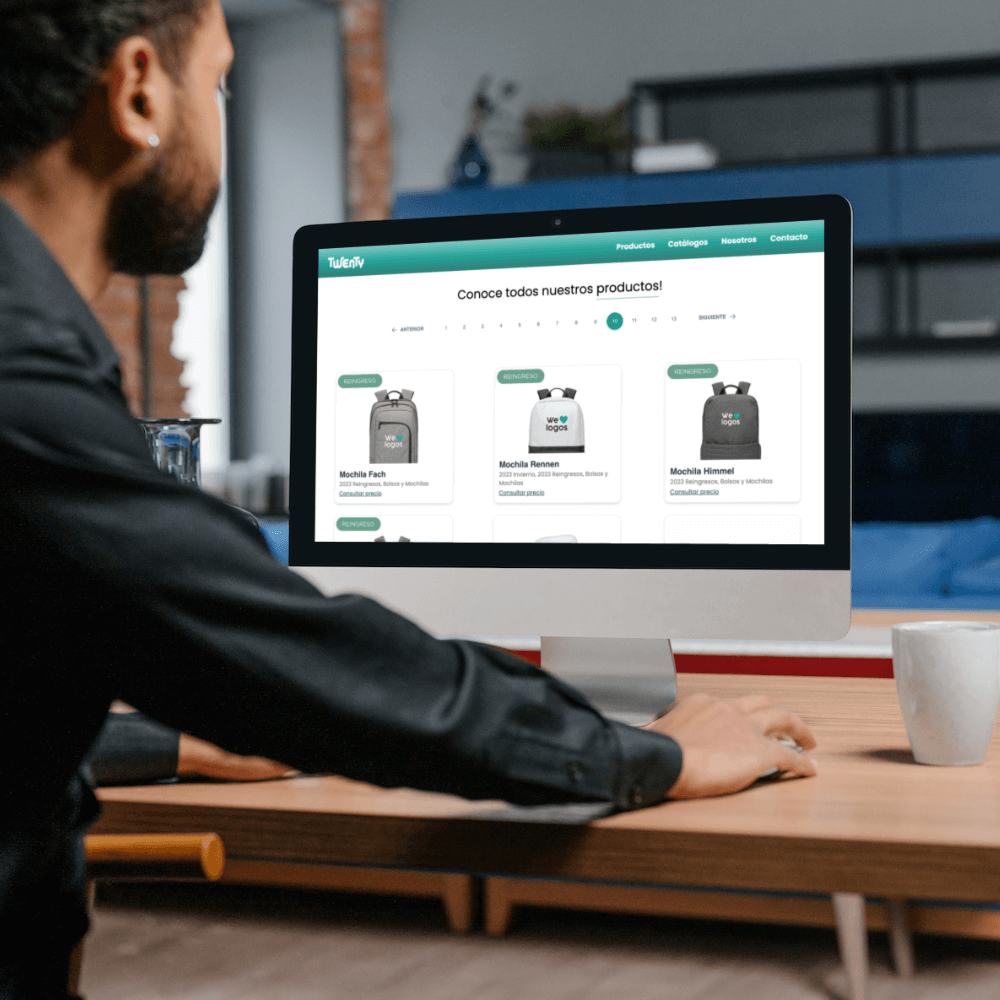 TWENTY
Productos Catálogos Nosotros Contacto
Conoce todos nuestros productos!
← ANTERIOR 1 2 3 4 5 6 7 8 9 10 11 12 13 SIGUIENTE →
REINGRESO
we
logos
Mochila Fach
2023 Reingresos, Bolsos y Mochilas
Consultar precio
REINGRESO
we
logos
Mochila Rennen
2023 Invierno, 2023 Reingresos, Bolsos y
Mochilas
Consultar precio
REINGRESO
we
logos
Mochila Himmel
2023 Reingresos, Bolsos y Mochilas
Consultar precio
REINGRESO